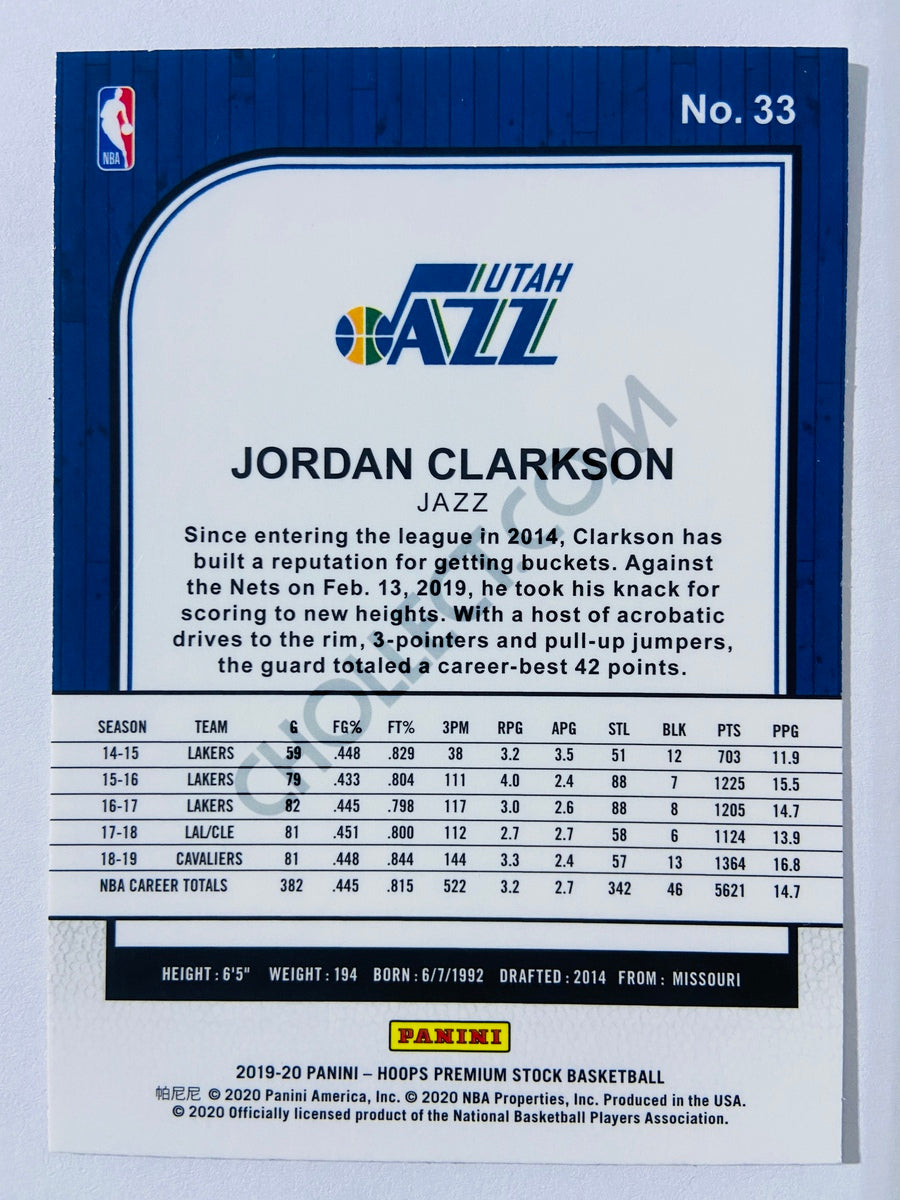 NBA
No. 33
UTAH
JAZZ
JORDAN CLARKSON
JAZZ
Since entering the league in 2014, Clarkson has
built a reputation for getting buckets. Against
the Nets on Feb. 13, 2019, he took his knack for
scoring to new heights. With a host of acrobatic
drives to the rim, 3-pointers and pull-up jumpers,
the guard totaled a career-best 42 points.
CHOLLECT.COM
SEASON TEAM G FG% FT% 3PM RPG APG STL BLK PTS PPG
14-15 LAKERS 59 .448 .829 38 3.2 3.5 51 12 703 11.9
15-16 LAKERS 79 .433 .804 111 4.0 2.4 88 7 1225 15.5
16-17 LAKERS 82 .445 .798 117 3.0 2.6 88 8 1205 14.7
17-18 LAL/CLE 81 .451 .800 112 2.7 2.7 58 6 1124 13.9
18-19 CAVALIERS 81 .448 .844 144 3.3 2.4 57 13 1364 16.8
NBA CAREER TOTALS 382 .445 .815 522 3.2 2.7 342 46 5621 14.7
HEIGHT: 6'5" WEIGHT: 194 BORN: 6/7/1992 DRAFTED: 2014 FROM: MISSOURI
PANINI
2019-20 PANINI – HOOPS PREMIUM STOCK BASKETBALL
帕尼尼 © 2020 Panini America, Inc. © 2020 NBA Properties, Inc. Produced in the USA.
© 2020 Officially licensed product of the National Basketball Players Association.